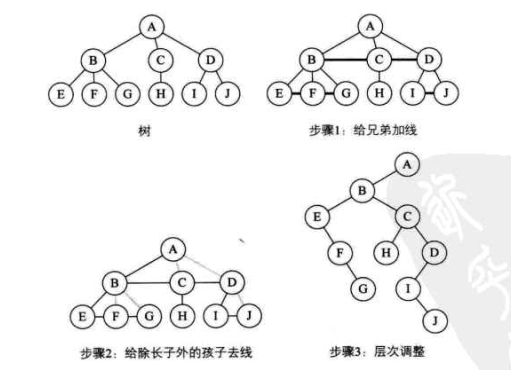 A
B C D
E F G H I J
树
A
B C D
E F G H I J
步骤1：给兄弟加线
A
B C D
E F G H I J
步骤2：给除长子外的孩子去线
A
B
E C
F H D
G I
J
步骤3：层次调整